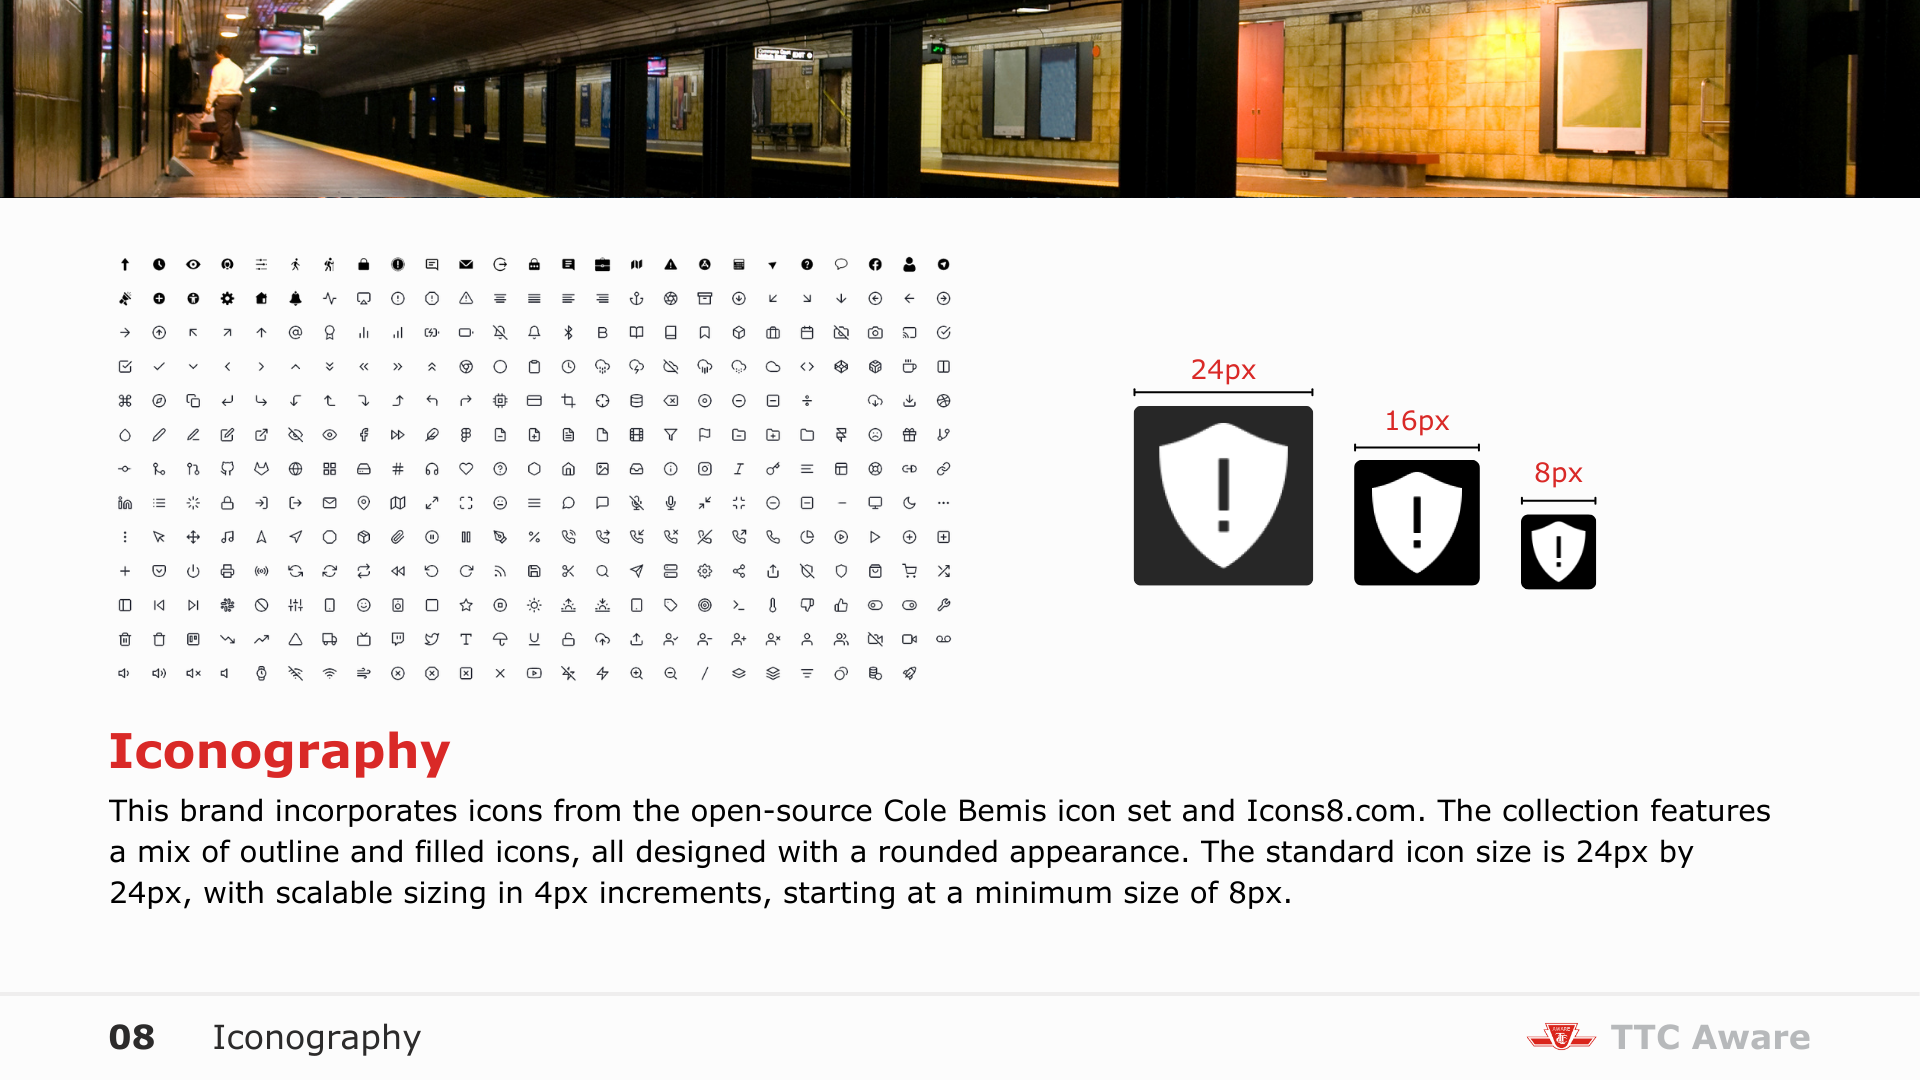 24px
16px
8px
Iconography
This brand incorporates icons from the open-source Cole Bemis icon set and Icons8.com. The collection features
a mix of outline and filled icons, all designed with a rounded appearance. The standard icon size is 24px by
24px, with scalable sizing in 4px increments, starting at a minimum size of 8px.
08 Iconography
AWARE
TTC Aware